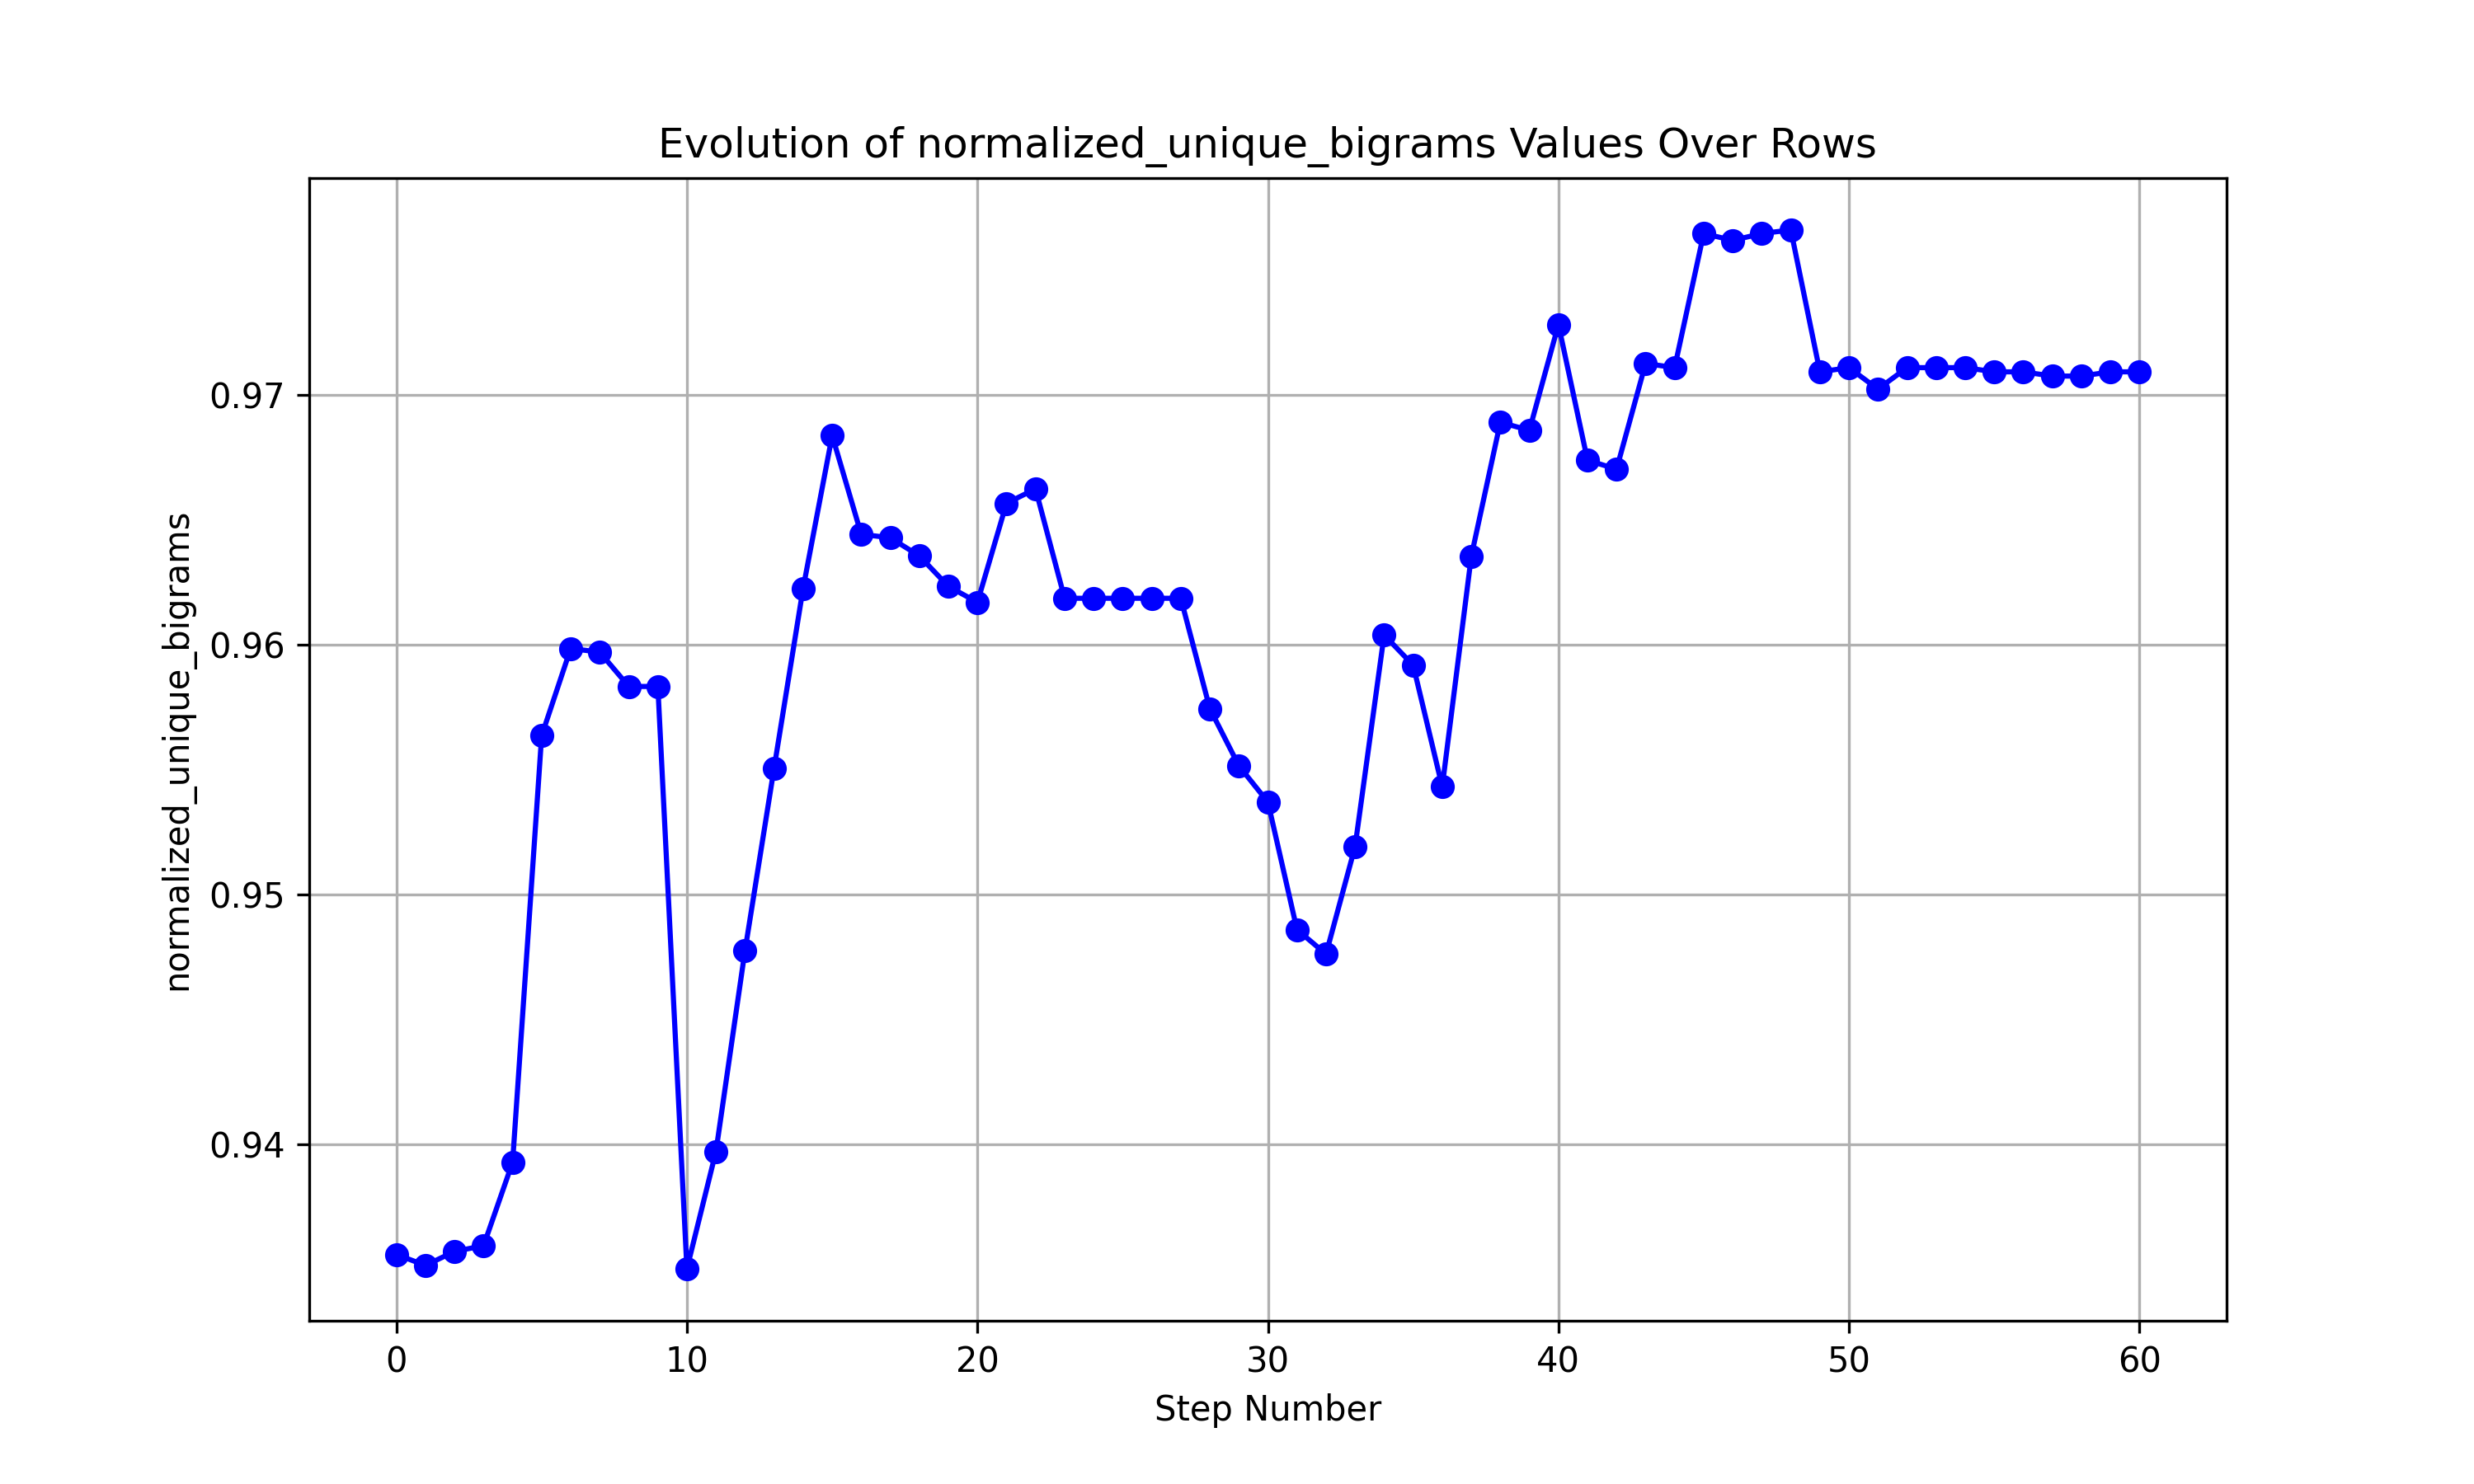 Evolution of normalized_unique_bigrams Values Over Rows
normalized_unique_bigrams
0.97
0.96
0.95
0.94
0 10 20 30 40 50 60
Step Number